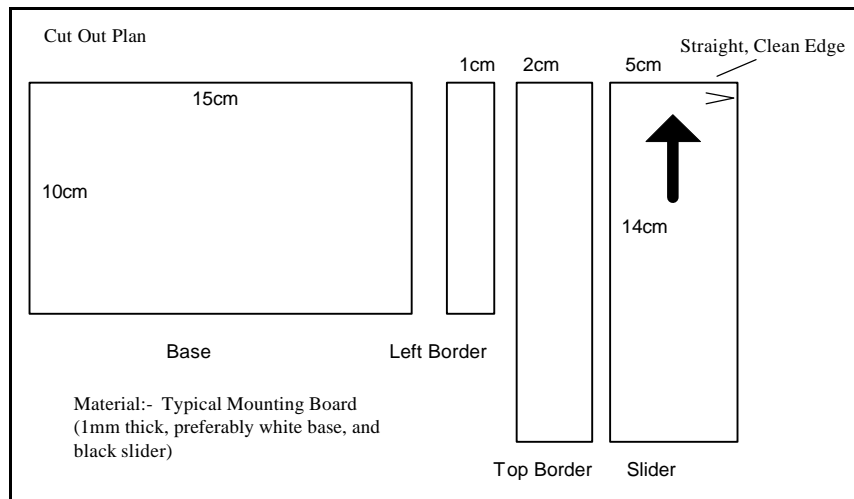 Cut Out Plan
Straight, Clean Edge
1cm
2cm
5cm
15cm
10cm
14cm
Base
Left Border
Material:- Typical Mounting Board
(1mm thick, preferably white base, and
black slider)
Top Border
Slider